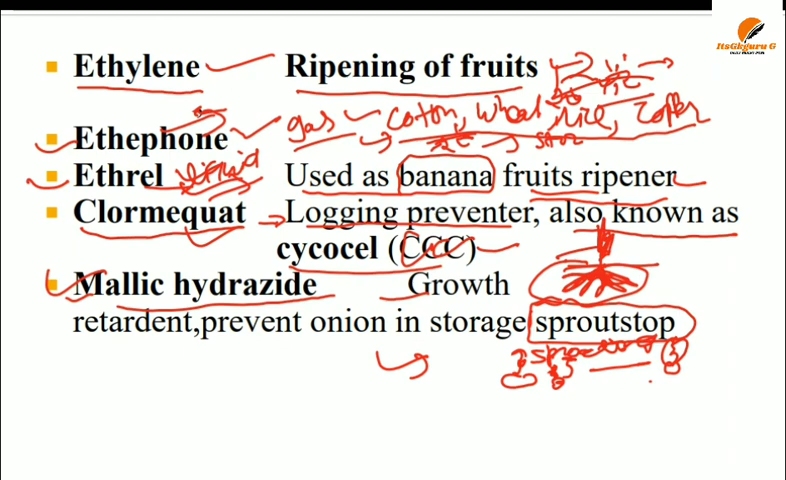 ItsGkguru G
Ethylene Ripening of fruits
gas coton, wheat, rice, coffee
Ethephone
Ethrel liquid Used as banana fruits ripener
Clormequat Logging preventer, also known as
cycocel (CCC)
Mallic hydrazide Growth
retardent,prevent onion in storage sproutstop